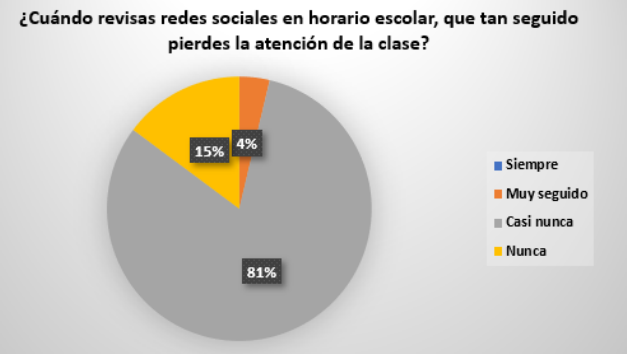 ¿Cuándo revisas redes sociales en horario escolar, que tan seguido
pierdes la atención de la clase?
15%
4%
81%
Siempre
Muy seguido
Casi nunca
Nunca